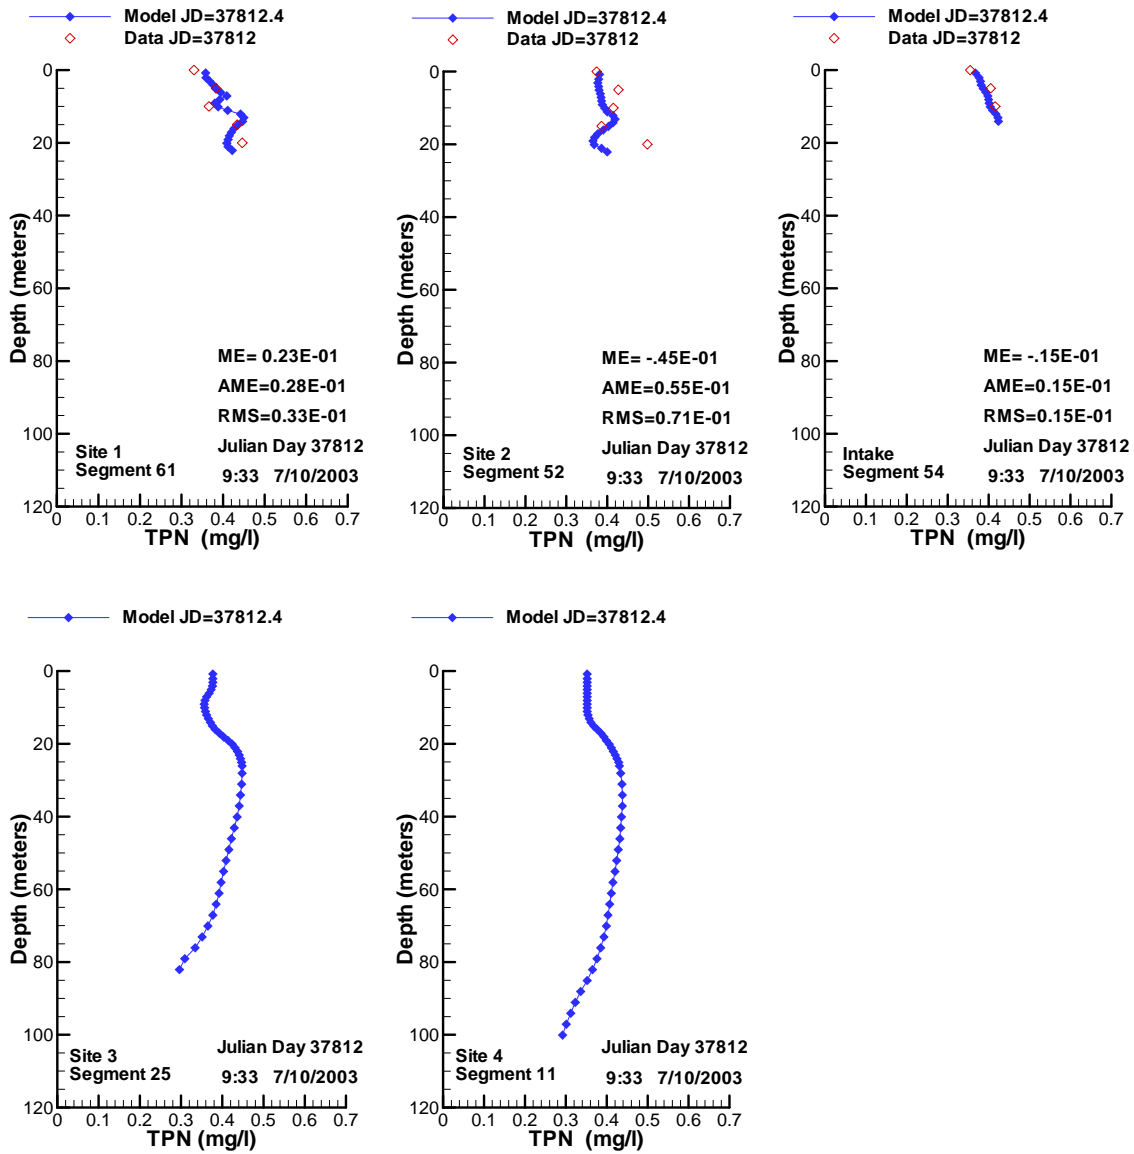 Model JD=37812.4
Data JD=37812
0
20
40
60
80
100
120
Depth (meters)
ME= 0.23E-01
AME=0.28E-01
RMS=0.33E-01
Julian Day 37812
9:33 7/10/2003
Site 1
Segment 61
0 0.1 0.2 0.3 0.4 0.5 0.6 0.7
TPN (mg/l)
Model JD=37812.4
Data JD=37812
0
20
40
60
80
100
120
Depth (meters)
ME= -.45E-01
AME=0.55E-01
RMS=0.71E-01
Julian Day 37812
9:33 7/10/2003
Site 2
Segment 52
0 0.1 0.2 0.3 0.4 0.5 0.6 0.7
TPN (mg/l)
Model JD=37812.4
Data JD=37812
0
20
40
60
80
100
120
Depth (meters)
ME= -.15E-01
AME=0.15E-01
RMS=0.15E-01
Julian Day 37812
9:33 7/10/2003
Intake
Segment 54
0 0.1 0.2 0.3 0.4 0.5 0.6 0.7
TPN (mg/l)
Model JD=37812.4
0
20
40
60
80
100
120
Depth (meters)
Julian Day 37812
9:33 7/10/2003
Site 3
Segment 25
0 0.1 0.2 0.3 0.4 0.5 0.6 0.7
TPN (mg/l)
Model JD=37812.4
0
20
40
60
80
100
120
Depth (meters)
Julian Day 37812
9:33 7/10/2003
Site 4
Segment 11
0 0.1 0.2 0.3 0.4 0.5 0.6 0.7
TPN (mg/l)